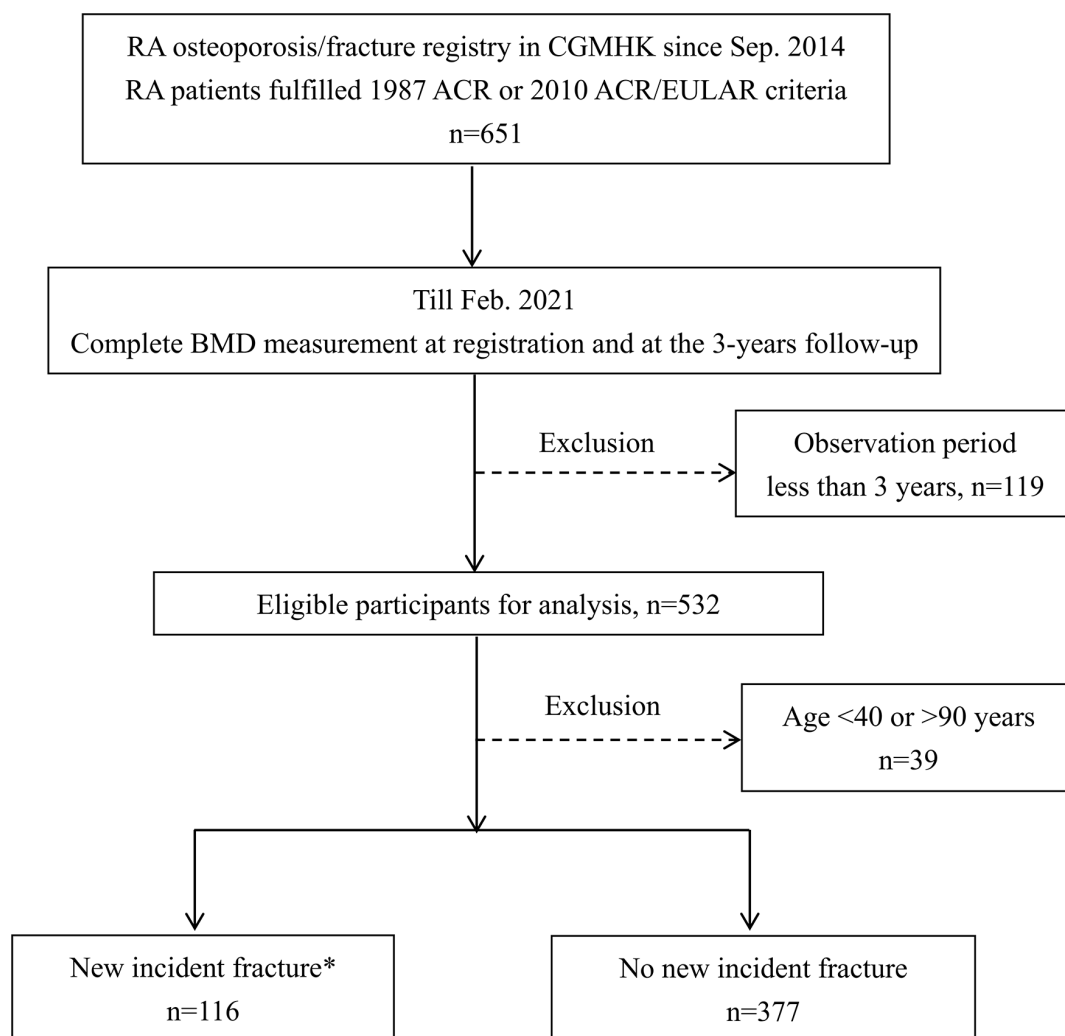 RA osteoporosis/fracture registry in CGMHK since Sep. 2014
RA patients fulfilled 1987 ACR or 2010 ACR/EULAR criteria
n=651
Till Feb. 2021
Complete BMD measurement at registration and at the 3-years follow-up
Exclusion
Observation period
less than 3 years, n=119
Eligible participants for analysis, n=532
Exclusion
Age <40 or >90 years
n=39
New incident fracture*
n=116
No new incident fracture
n=377